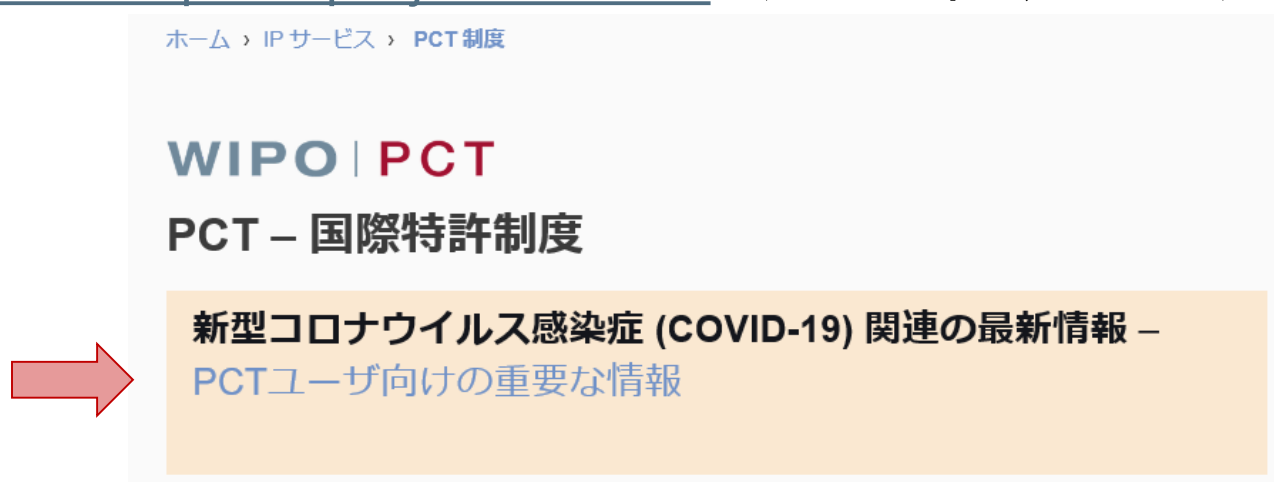 ホーム › IP サービス › PCT 制度
WIPO | PCT
PCT – 国際特許制度
新型コロナウイルス感染症 (COVID-19) 関連の最新情報 –
PCTユーザ向けの重要な情報